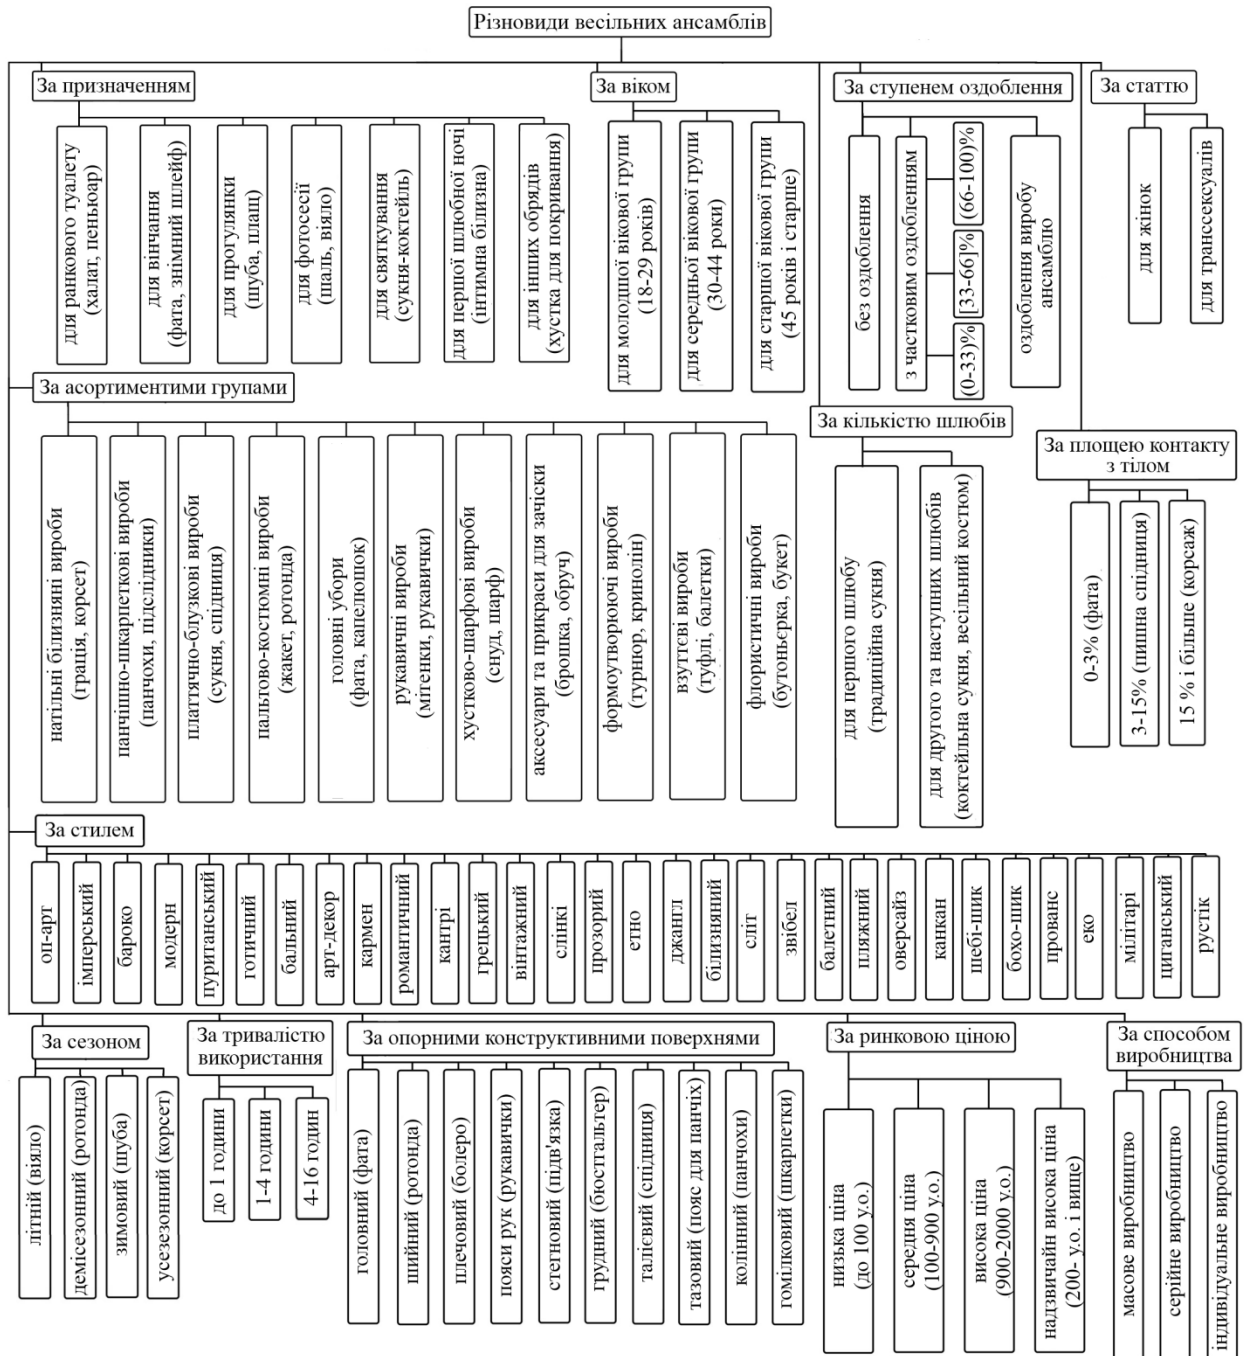 Різновиди весільних ансамблів
За призначенням
для ранкового туалету
(халат, пеньюар)
для вінчання
(фата, знімний шлейф)
для прогулянки
(шуба, плащ)
для фотосесії
(шаль, віяло)
для святкування
(сукня-коктейль)
для першої шлюбної ночі
(інтимна білизна)
для інших обрядів
(хустка для покривання)
За віком
для молодшої вікової групи
(18-29 років)
для середньої вікової групи
(30-44 роки)
для старшої вікової групи
(45 років і старше)
За ступенем оздоблення
без оздоблення
з частковим оздобленням
(66-100)%
[33-66]%
(0-33)%
оздоблення виробу
ансамблю
За статтю
для жінок
для транссексуалів
За асортиментими групами
натільні білизняні вироби
(грація, корсет)
панчішно-шкарпеткові вироби
(панчохи, підслідники)
платтячно-блузкові вироби
(сукня, спідниця)
пальтово-костюмні вироби
(жакет, ротонда)
головні убори
(фата, капелюшок)
рукавичні вироби
(мітенки, рукавички)
хустково-шарфові вироби
(снуд, шарф)
аксесуари та прикраси для зачіски
(брошка, обруч)
формоутворюючі вироби
(турнюр, кринолін)
взуттєві вироби
(туфлі, балетки)
флористичні вироби
(бутоньєрка, букет)
За кількістю шлюбів
для першого шлюбу
(традиційна сукня)
для другого та наступних шлюбів
(коктейльна сукня, весільний костюм)
За площею контакту
з тілом
0-3% (фата)
3-15% (пишна спідниця)
15 % і більше (корсаж)
За стилем
оп-арт
імперський
бароко
модерн
пуританський
готичний
бальний
арт-декор
кармен
романтичний
кантрі
грецький
вінтажний
слінкі
прозорий
етно
джангл
білизняний
сліт
звібел
балетний
пляжний
оверсайз
канкан
шебі-шик
бохо-шик
прованс
еко
мілітарі
циганський
рустік
За сезоном
літній (віяло)
демісезонний (ротонда)
зимовий (шуба)
усесезонний (корсет)
За тривалістю
використання
до 1 години
1-4 години
4-16 годин
За опорними конструктивними поверхнями
головний (фата)
шийний (ротонда)
плечовий (болеро)
пояси рук (рукавички)
стегновий (підв'язка)
грудний (бюстгальтер)
талієвий (спідниця)
тазовий (пояс для панчіх)
колінний (панчохи)
гомілковий (шкарпетки)
За ринковою ціною
низька ціна
(до 100 у.о.)
середня ціна
(100-900 у.о.)
висока ціна
(900-2000 у.о.)
надзвичайн висока ціна
(200- у.о. і вище)
За способом
виробництва
масове виробництво
серійне виробництво
індивідуальне виробництво